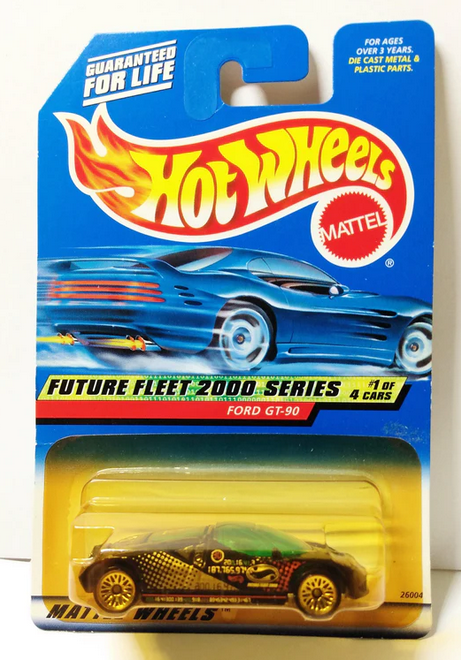 GUARANTEED
FOR LIFE
FOR AGES
OVER 3 YEARS.
DIE CAST METAL &
PLASTIC PARTS.
HOT WHEELS
MATTEL
®
FUTURE FLEET 2000 SERIES
#1 OF
4 CARS
FORD GT-90
26004
WHEELS™